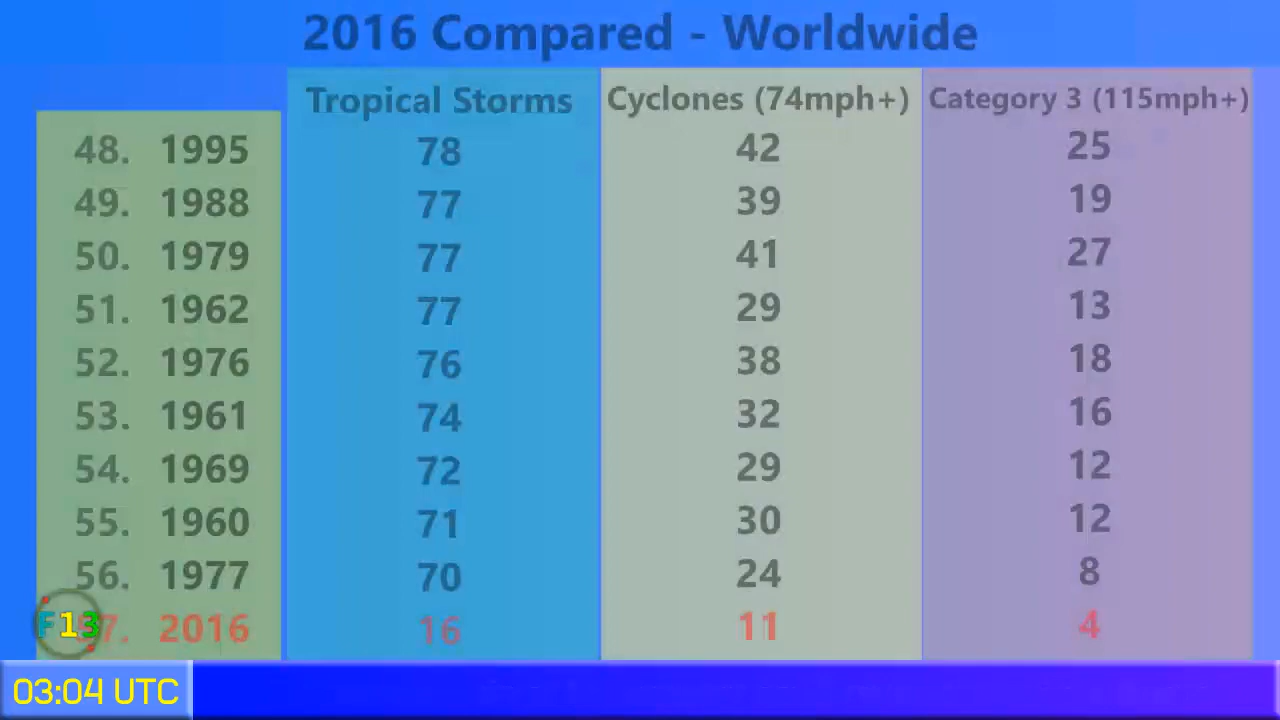 2016 Compared - Worldwide
Tropical Storms Cyclones (74mph+) Category 3 (115mph+)
48. 1995 78 42 25
49. 1988 77 39 19
50. 1979 77 41 27
51. 1962 77 29 13
52. 1976 76 38 18
53. 1961 74 32 16
54. 1969 72 29 12
55. 1960 71 30 12
56. 1977 70 24 8
57. 2016 16 11 4
F13
03:04 UTC